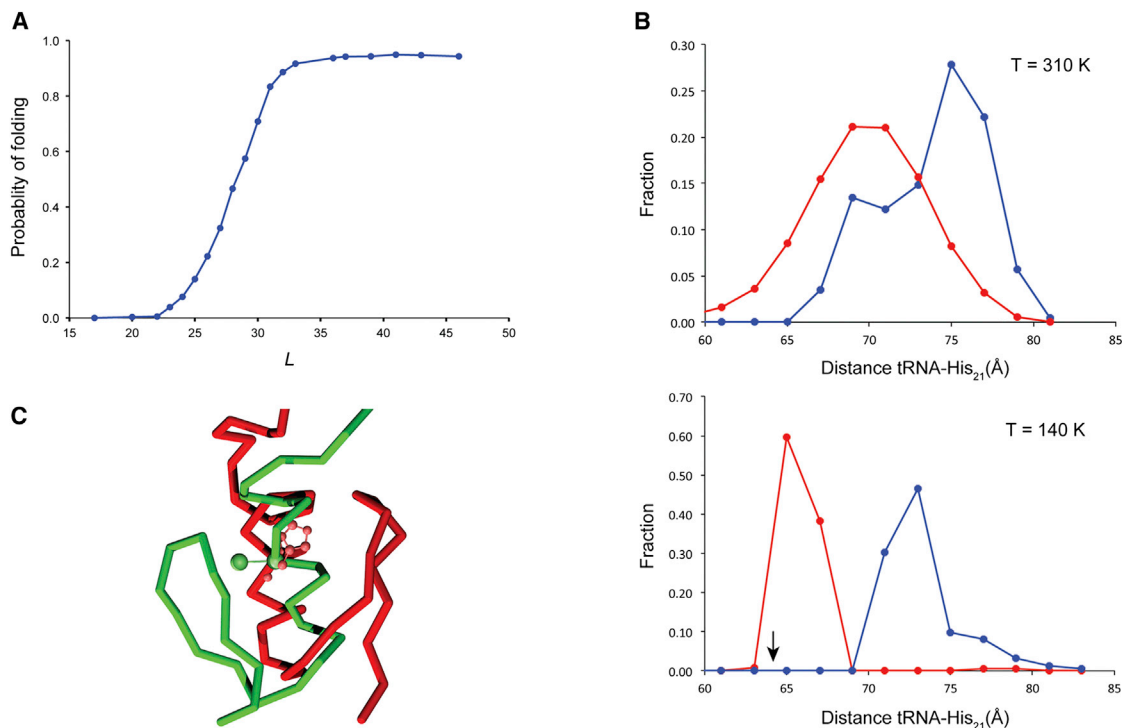 A
Probablity of folding
1.0
0.8
0.6
0.4
0.2
0.0
15 20 25 30 35 40 45 50
L
B
T = 310 K
Fraction
0.30
0.25
0.20
0.15
0.10
0.05
0.00
60 65 70 75 80 85
Distance tRNA-His21(Å)
C
T = 140 K
Fraction
0.60
0.50
0.40
0.30
0.20
0.10
0.00
60 65 70 75 80 85
Distance tRNA-His21(Å)